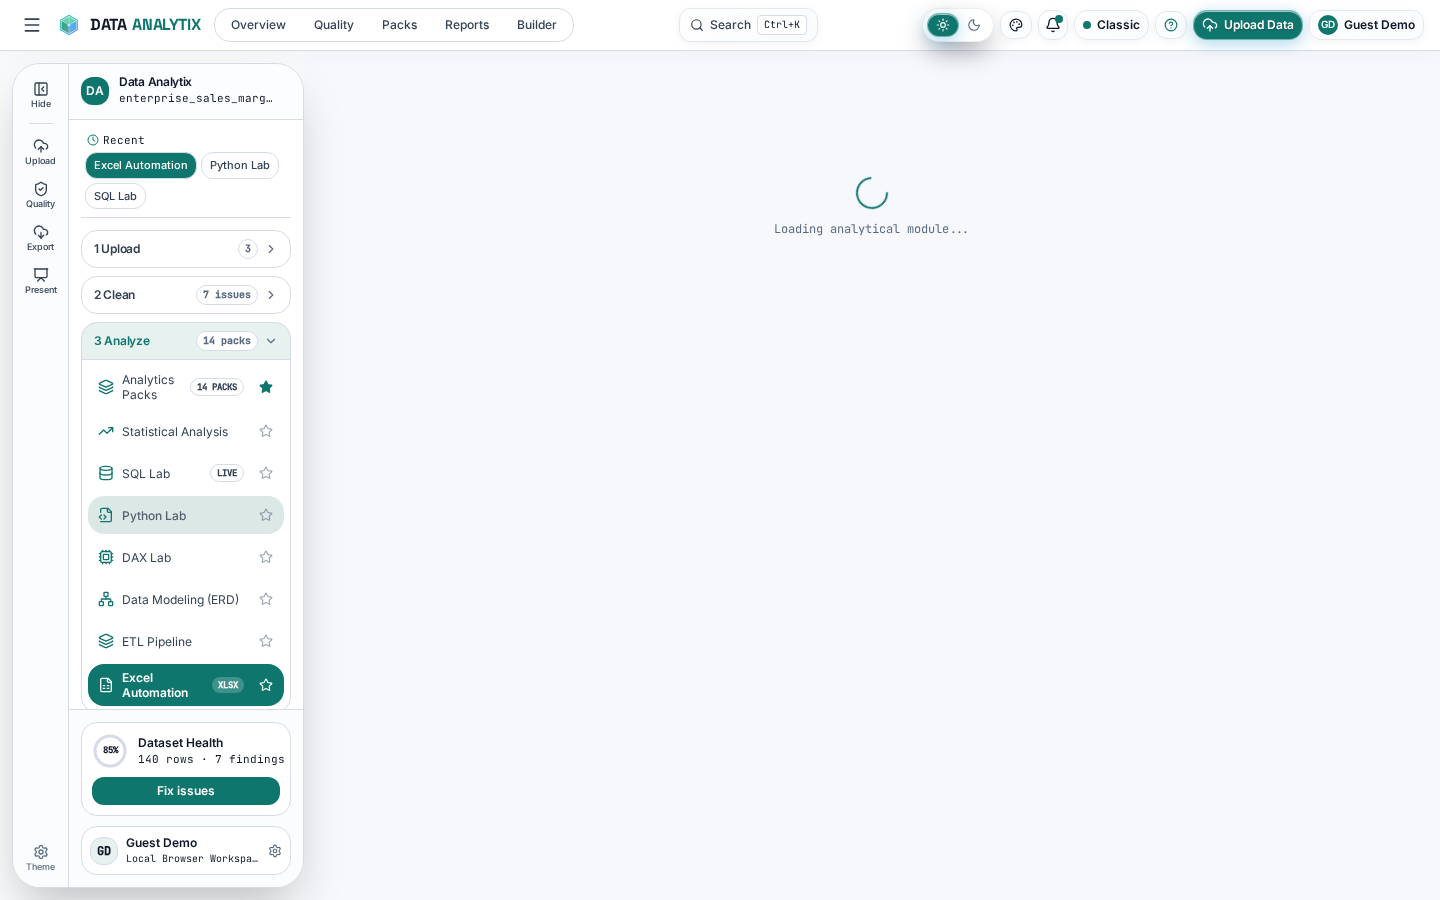 DATA ANALYTIX
Overview
Quality
Packs
Reports
Builder
Search
Ctrl+K
Classic
Upload Data
GD
Guest Demo
Hide
Upload
Quality
Export
Present
Theme
DA
Data Analytix
enterprise_sales_marg…
Recent
Excel Automation
Python Lab
SQL Lab
1 Upload
3
2 Clean
7 issues
3 Analyze
14 packs
Analytics
Packs
14 PACKS
Statistical Analysis
SQL Lab
LIVE
Python Lab
DAX Lab
Data Modeling (ERD)
ETL Pipeline
Excel
Automation
XLSX
85%
Dataset Health
140 rows · 7 findings
Fix issues
GD
Guest Demo
Local Browser Workspa…
Loading analytical module...